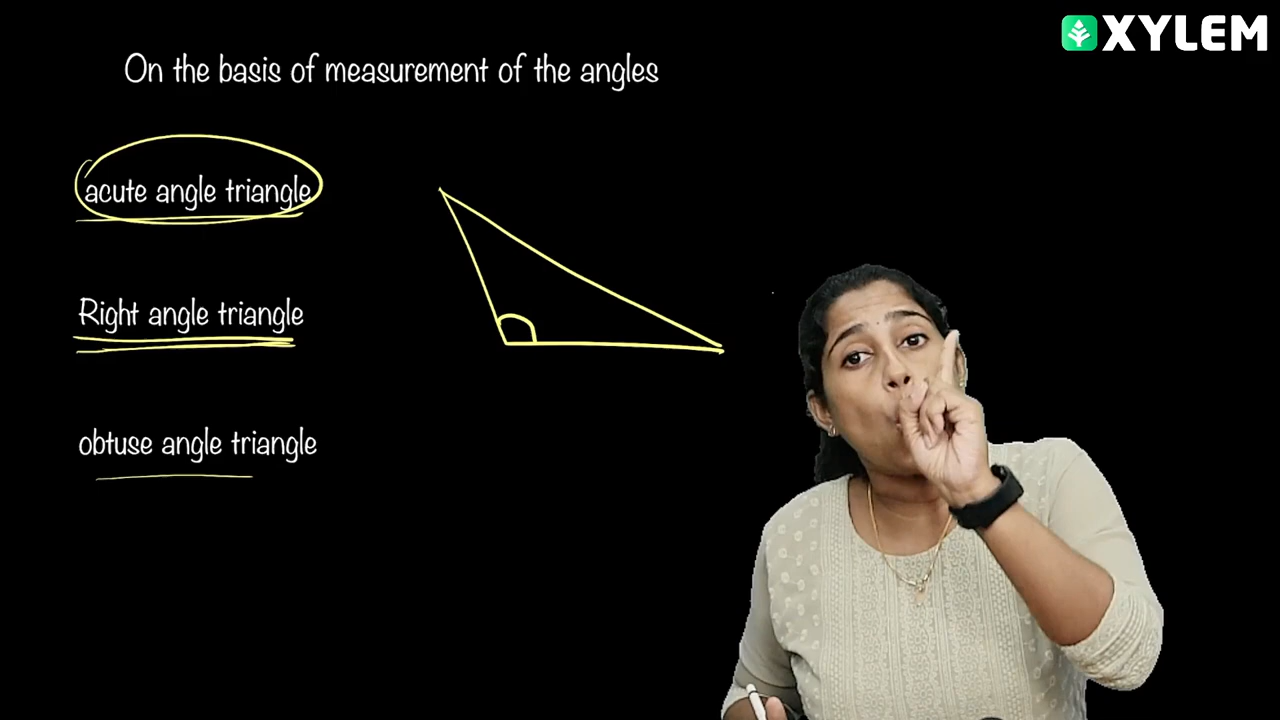 XYLEM
On the basis of measurement of the angles
acute angle triangle
Right angle triangle
obtuse angle triangle